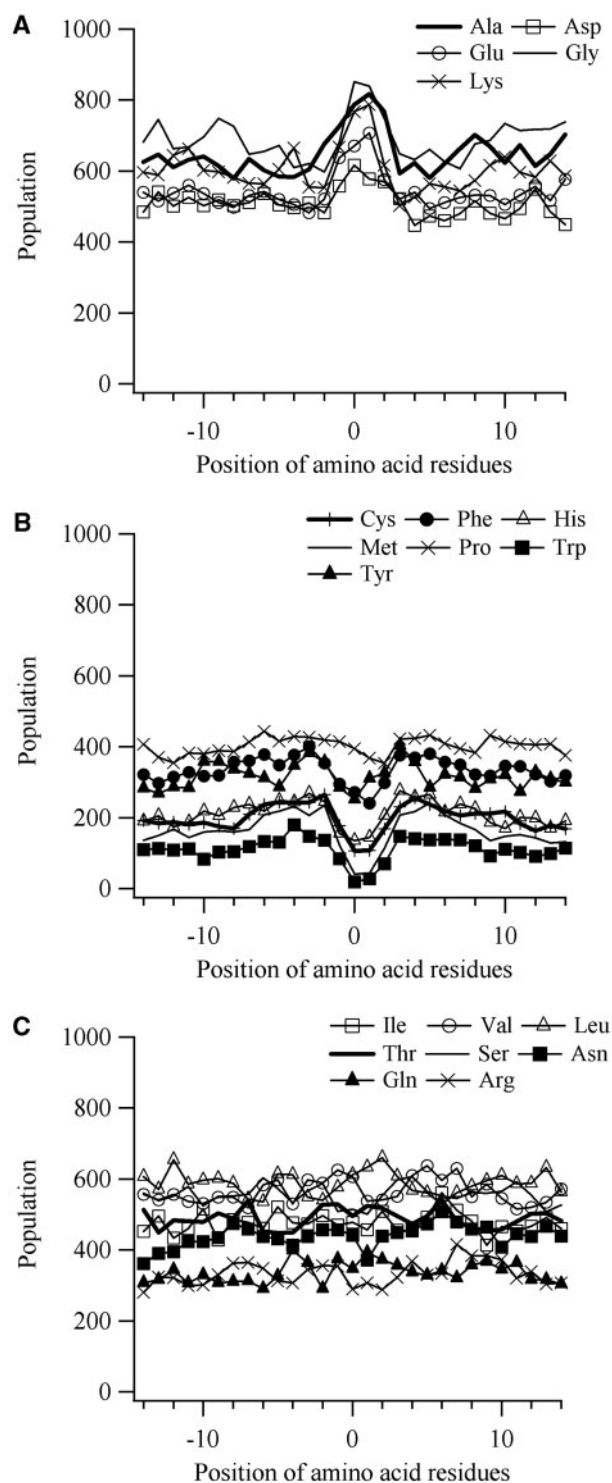 A
1000
800
600
400
200
0
Population
Ala Asp
Glu Gly
Lys
-10 0 10
Position of amino acid residues
B
1000
800
600
400
200
0
Population
Cys Phe His
Met Pro Trp
Tyr
-10 0 10
Position of amino acid residues
C
1000
800
600
400
200
0
Population
Ile Val Leu
Thr Ser Asn
Gln Arg
-10 0 10
Position of amino acid residues